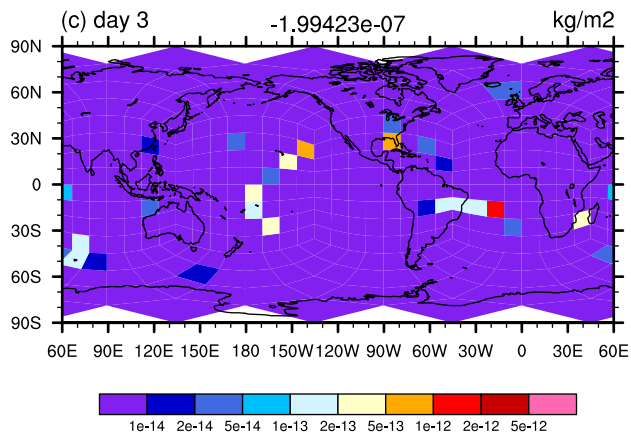 (c) day 3 -1.99423e-07 kg/m2
90N
60N
30N
0
30S
60S
90S
60E 90E 120E 150E 180 150W 120W 90W 60W 30W 0 30E 60E
1e-14 2e-14 5e-14 1e-13 2e-13 5e-13 1e-12 2e-12 5e-12